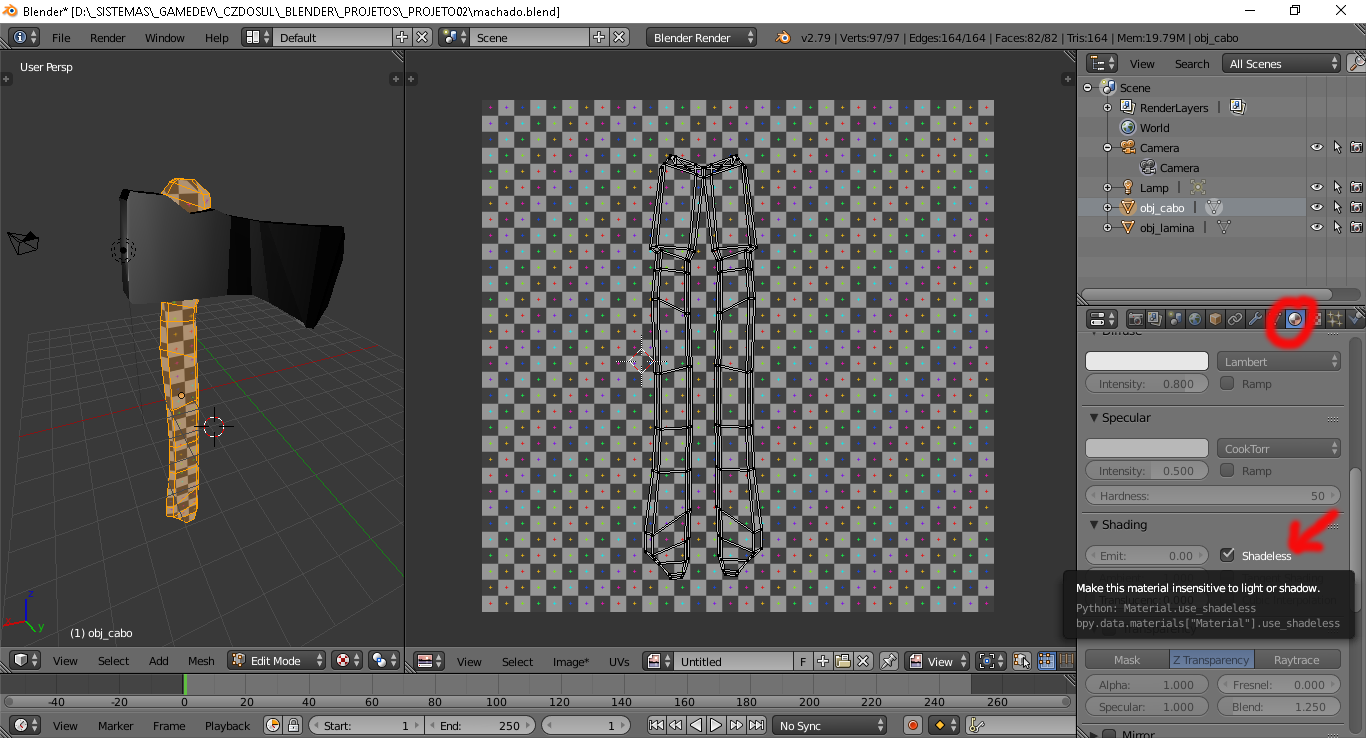 Blender* [D:\_SISTEMAS\_GAMEDEV\_CZDOSUL\_BLENDER\_PROJETOS\_PROJETO02\machado.blend]
File Render Window Help Default Scene Blender Render v2.79 | Verts:97/97 | Edges:164/164 | Faces:82/82 | Tris:164 | Mem:19.79M | obj_cabo
User Persp
View Search All Scenes
Scene
RenderLayers |
World
Camera
Camera
Lamp |
obj_cabo |
obj_lamina |
Diffuse
Lambert
Intensity: 0.800 Ramp
Specular
CookTorr
Intensity: 0.500 Ramp
Hardness: 50
Shading
Emit: 0.00 Shadeless
Make this material insensitive to light or shadow.
Python: Material.use_shadeless
bpy.data.materials["Material"].use_shadeless
Mask Z Transparency Raytrace
Alpha: 1.000 Fresnel: 0.000
Specular: 1.000 Blend: 1.250
Mirror
z
x
y
(1) obj_cabo
View Select Add Mesh Edit Mode
View Select Image* UVs Untitled F View
-40 -20 0 20 40 60 80 100 120 140 160 180 200 220 240 260
View Marker Frame Playback Start: 1 End: 250 1 No Sync